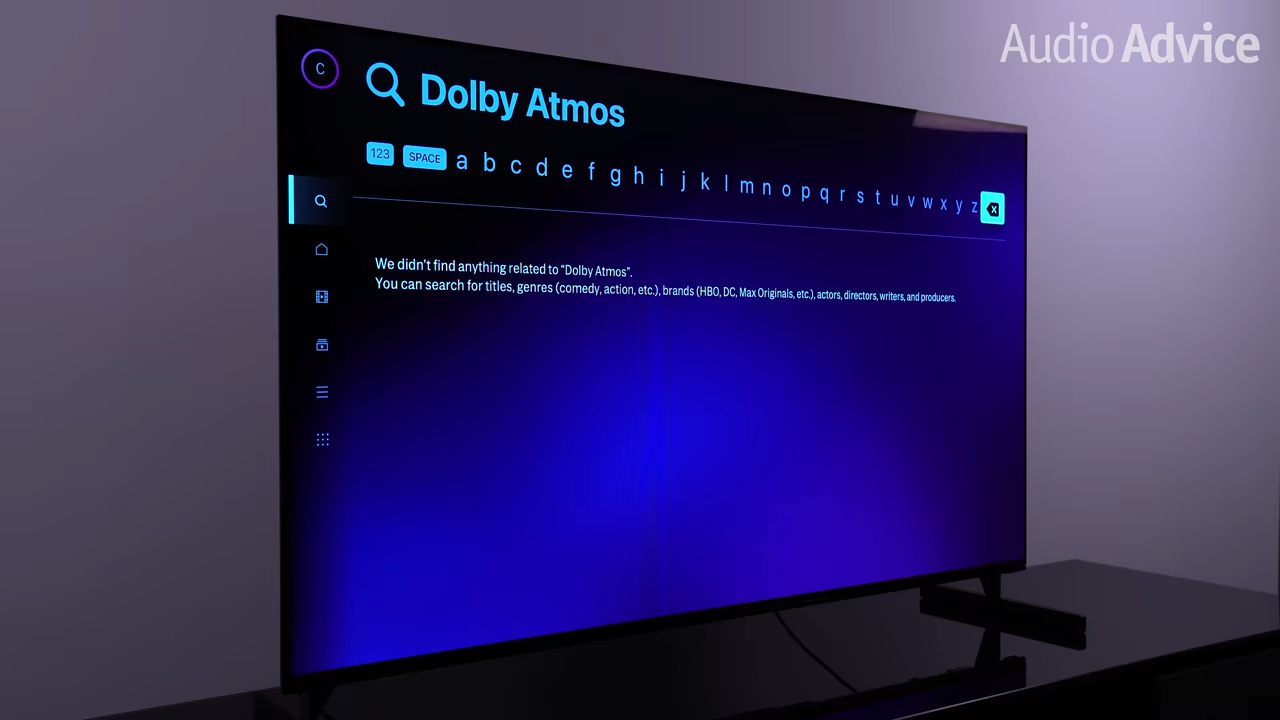 Audio Advice
C
Dolby Atmos
123 SPACE a b c d e f g h i j k l m n o p q r s t u v w x y z
We didn't find anything related to “Dolby Atmos”.
You can search for titles, genres (comedy, action, etc.), brands (HBO, DC, Max Originals, etc.), actors, directors, writers, and producers.